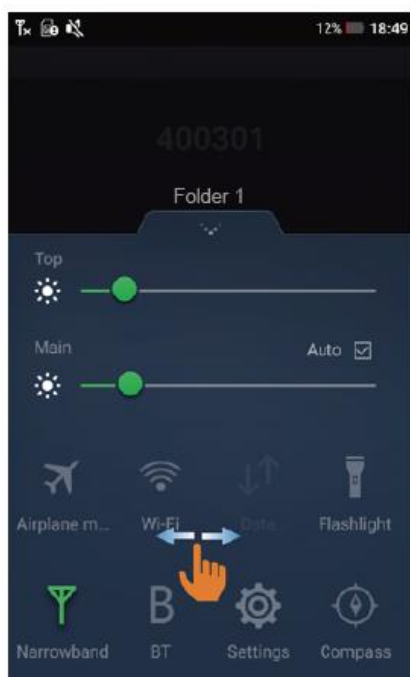 12% 18:49
400301
Folder 1
Top
Main Auto
Airplane m... Wi-Fi Data Flashlight
Narrowband B BT Settings Compass